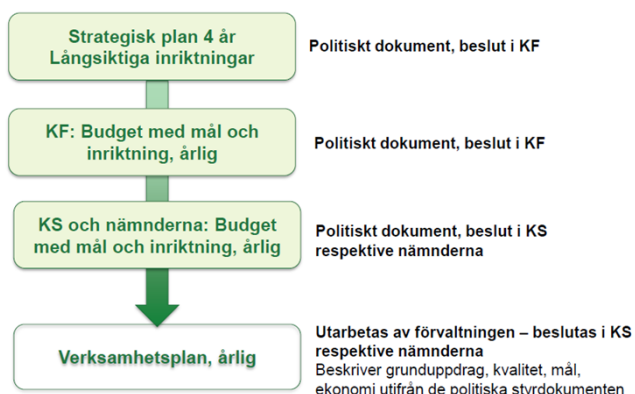 Strategisk plan 4 år
Långsiktiga inriktningar
Politiskt dokument, beslut i KF
KF: Budget med mål och
inriktning, årlig
Politiskt dokument, beslut i KF
KS och nämnderna: Budget
med mål och inriktning, årlig
Politiskt dokument, beslut i KS
respektive nämnderna
Verksamhetsplan, årlig
Utarbetas av förvaltningen – beslutas i KS
respektive nämnderna
Beskriver grunduppdrag, kvalitet, mål,
ekonomi utifrån de politiska styrdokumenten